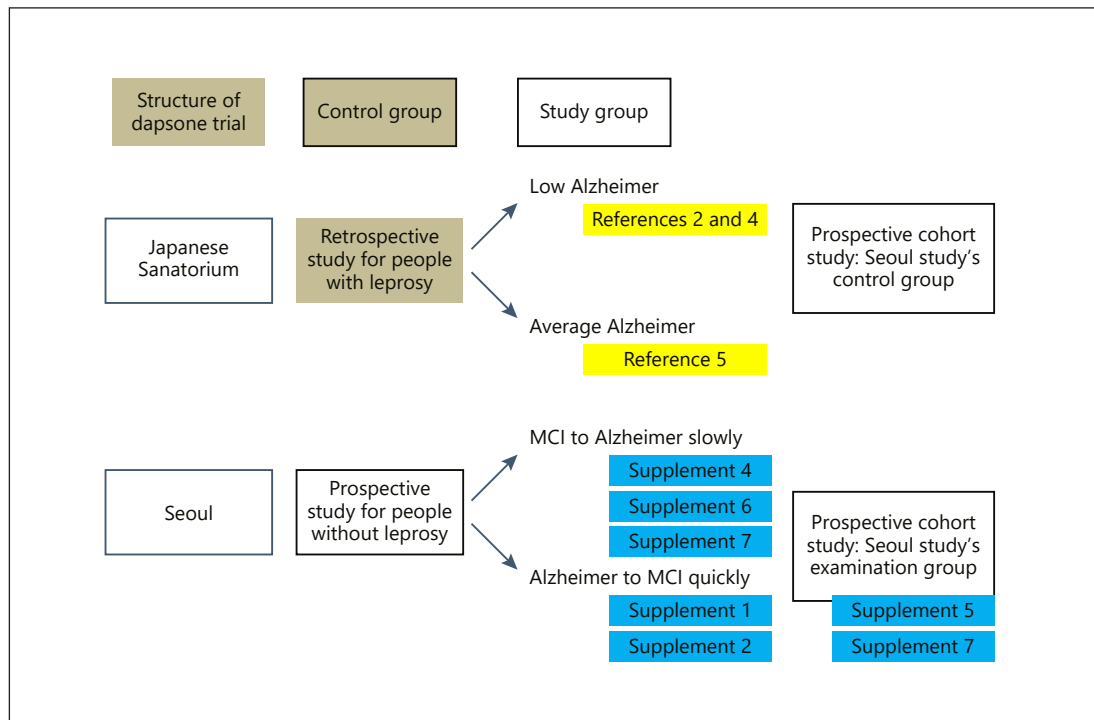 Structure of
dapsone trial
Control group
Study group
Low Alzheimer
References 2 and 4
Japanese
Sanatorium
Retrospective
study for people
with leprosy
Prospective cohort
study: Seoul study's
control group
Average Alzheimer
Reference 5
MCI to Alzheimer slowly
Supplement 4
Supplement 6
Supplement 7
Seoul
Prospective
study for people
without leprosy
Prospective cohort
study: Seoul study's
examination group
Alzheimer to MCI quickly
Supplement 1
Supplement 2
Supplement 5
Supplement 7